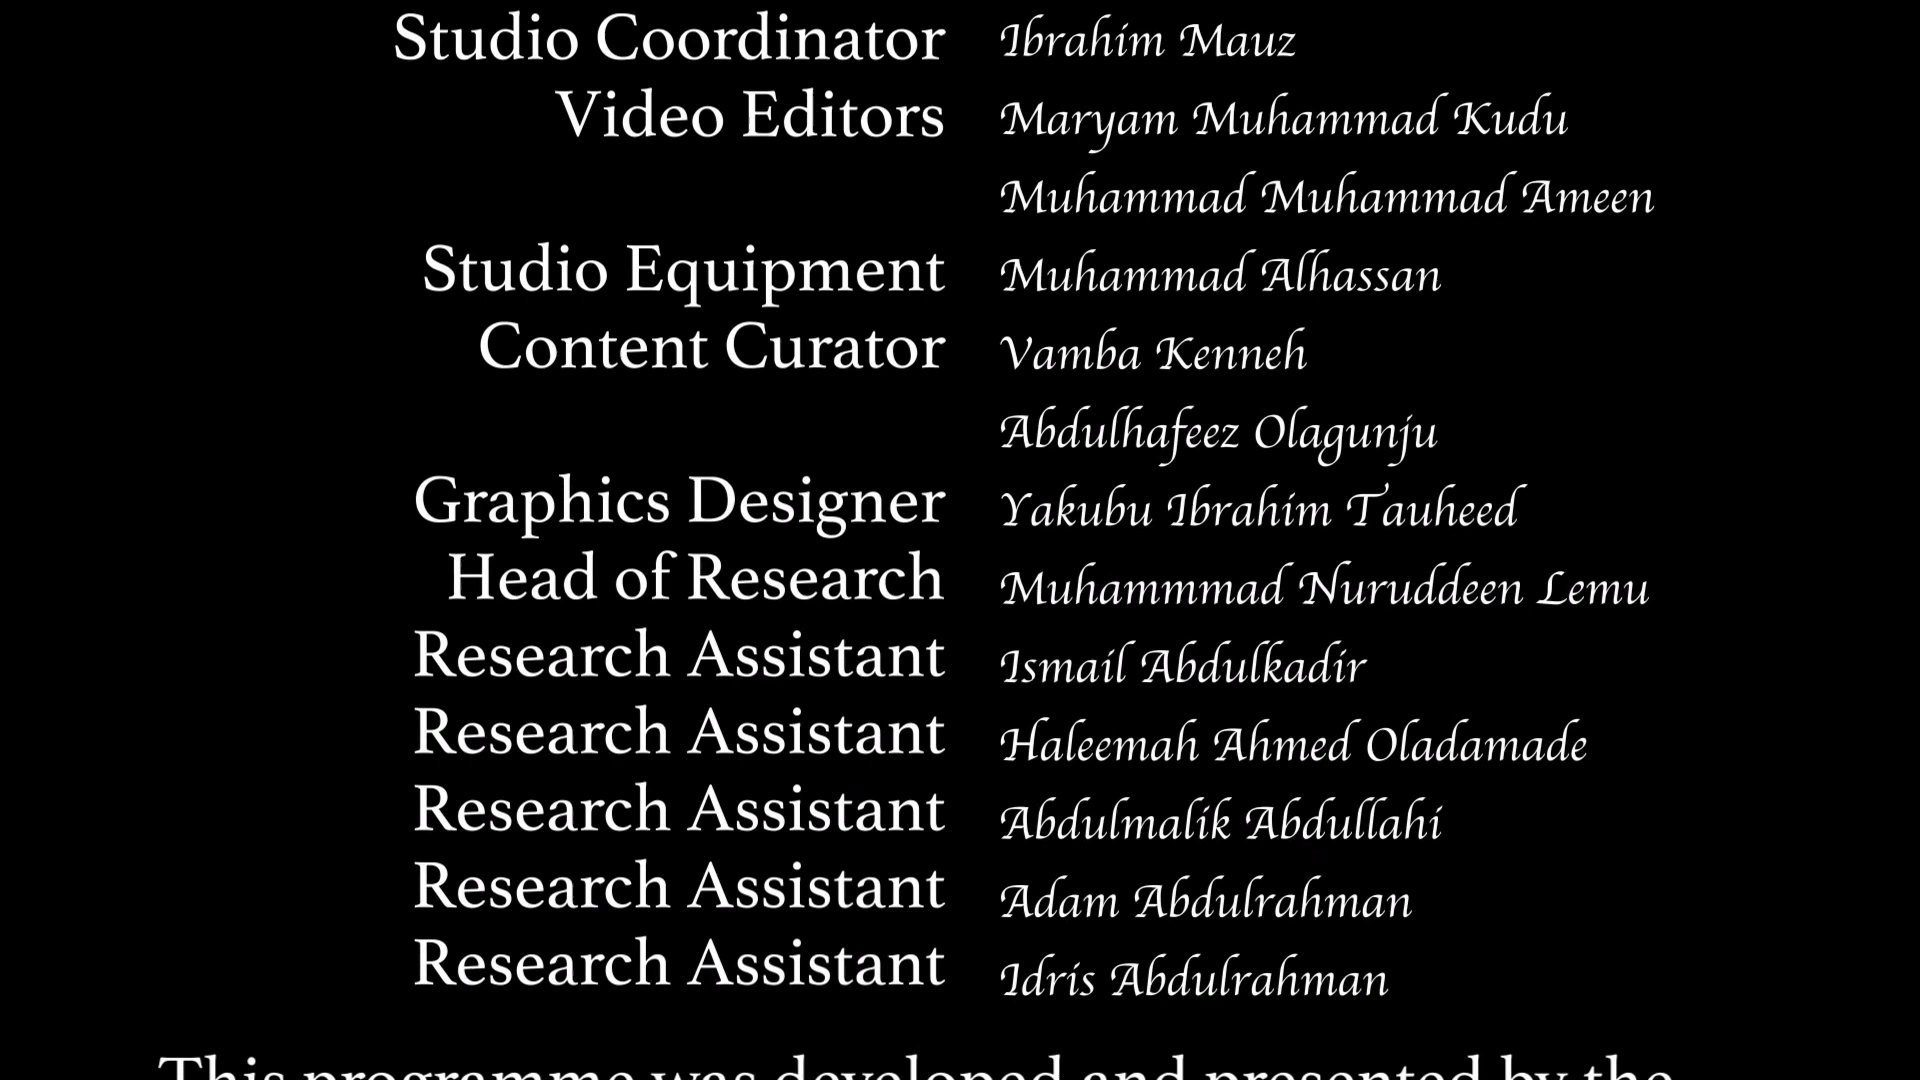 Studio Coordinator Ibrahim Mauz
Video Editors Maryam Muhammad Kudu
Muhammad Muhammad Ameen
Studio Equipment Muhammad Alhassan
Content Curator Vamba Kenneh
Abdulhafeez Olagunju
Graphics Designer Yakubu Ibrahim Tauheed
Head of Research Muhammmad Nuruddeen Lemu
Research Assistant Ismail Abdulkadir
Research Assistant Haleemah Ahmed Oladamade
Research Assistant Abdulmalik Abdullahi
Research Assistant Adam Abdulrahman
Research Assistant Idris Abdulrahman
This programme was developed and presented by the